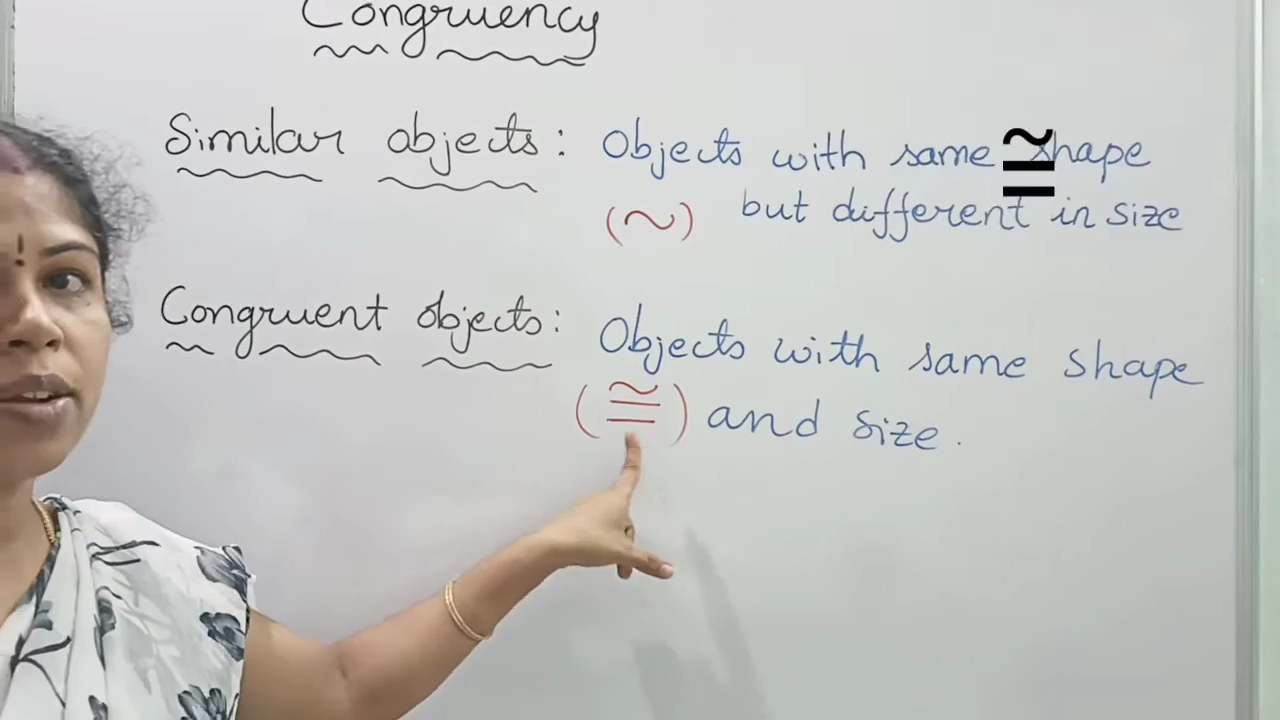 Congruency
Similar objects : Objects with same shape
≅
(~) but different in size
Congruent objects : Objects with same shape
(≅) and size.